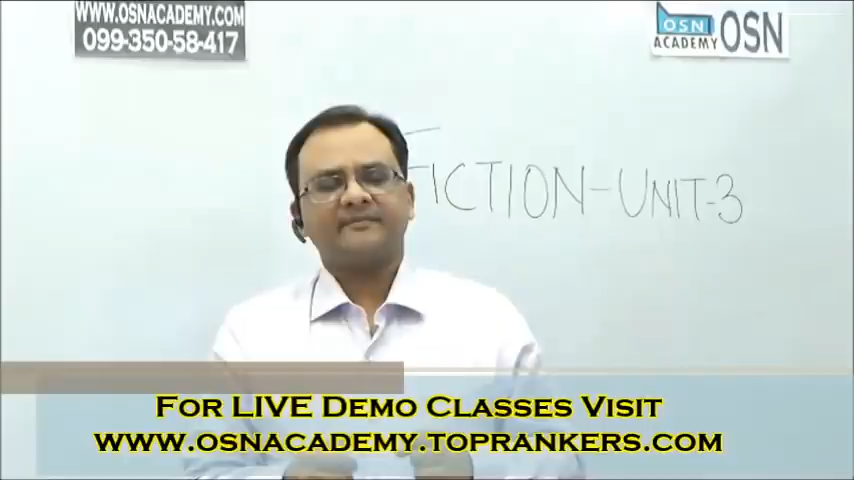 WWW.OSNACADEMY.COM
099-350-58-417
OSN
ACADEMY
OSN
FICTION-UNIT-3
FOR LIVE DEMO CLASSES VISIT
WWW.OSNACADEMY.TOPRANKERS.COM